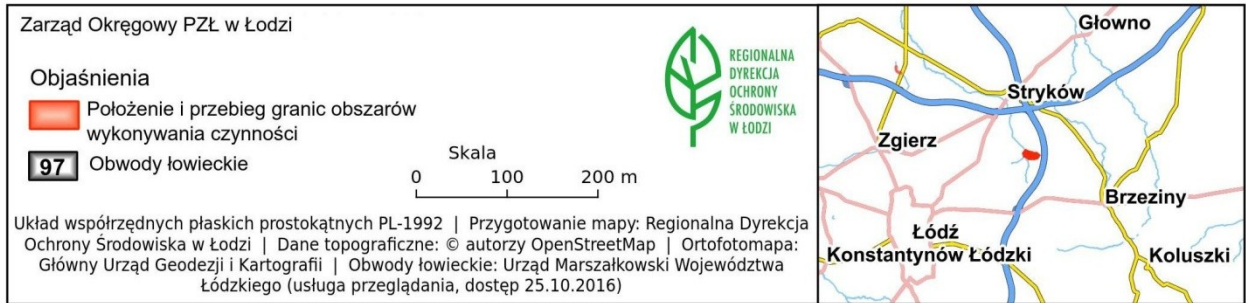 Zarząd Okręgowy PZŁ w Łodzi
Objaśnienia
Położenie i przebieg granic obszarów
wykonywania czynności
97 Obwody łowieckie
REGIONALNA
DYREKCJA
OCHRONY
ŚRODOWISKA
W ŁODZI
Skala
0 100 200 m
Układ współrzędnych płaskich prostokątnych PL-1992 | Przygotowanie mapy: Regionalna Dyrekcja
Ochrony Środowiska w Łodzi | Dane topograficzne: © autorzy OpenStreetMap | Ortofotomapa:
Główny Urząd Geodezji i Kartografii | Obwody łowieckie: Urząd Marszałkowski Województwa
Łódzkiego (usługa przeglądania, dostęp 25.10.2016)
Głowno
Stryków
Zgierz
Brzeziny
Łódź
Konstantynów Łódzki
Koluszki